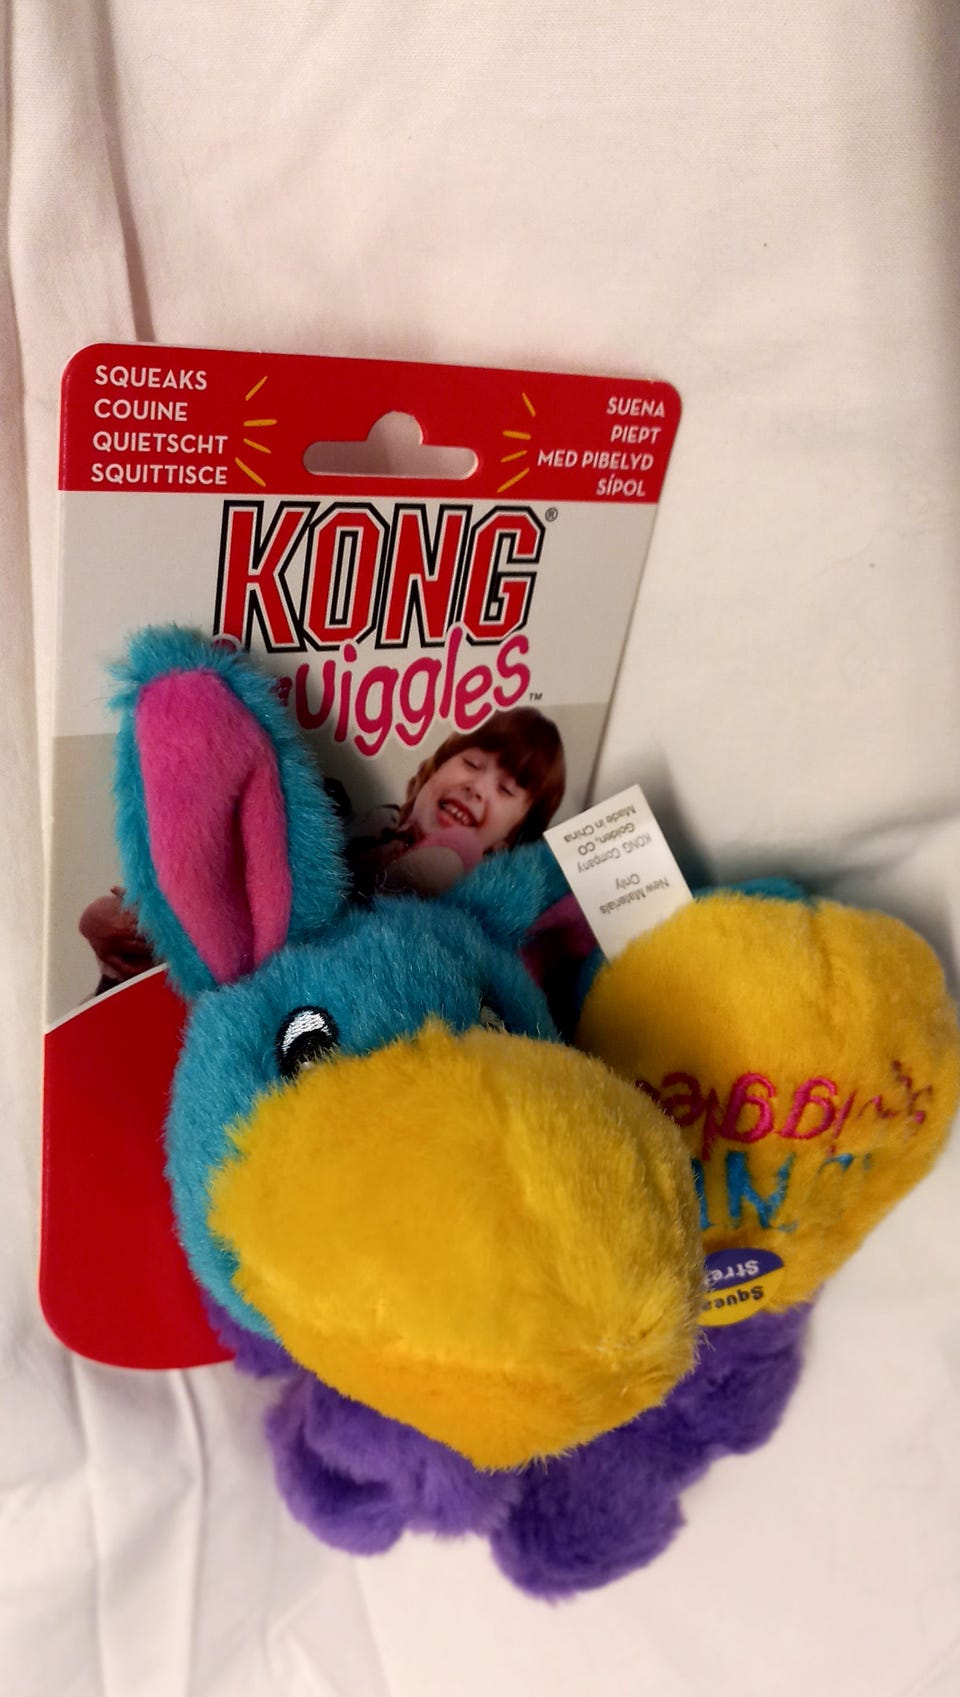 SQUEAKS
COUINE
QUIETSCHT
SQUITTISCE
SUENA
PIEPT
MED PIBELYD
SÍPOL
KONG®
uiggles™
New Materials
Only
KONG Company
Golden, CO
Made in China